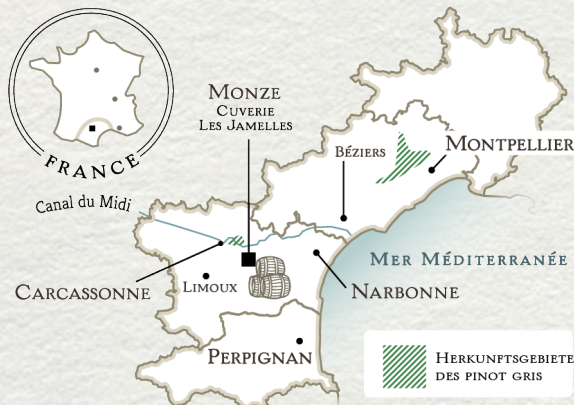 FRANCE
Monze
Cuverie
Les Jamelles
Béziers
Montpellier
Canal du Midi
Mer Méditerranée
Carcassonne
Limoux
Narbonne
Perpignan
Herkunftsgebiete
des Pinot Gris